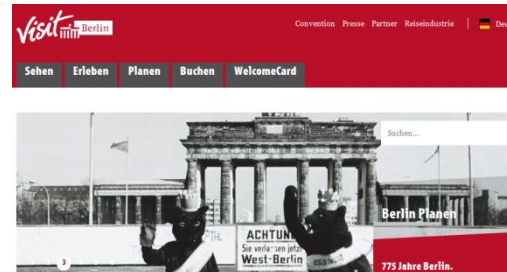 Visit Berlin
Convention Presse Partner Reiseindustrie
Sehen Erleben Planen Buchen WelcomeCard
Suchen...
Berlin Planen
ACHTUNG
Sie verlassen jetzt
West-Berlin
3
775 Jahre Berlin.